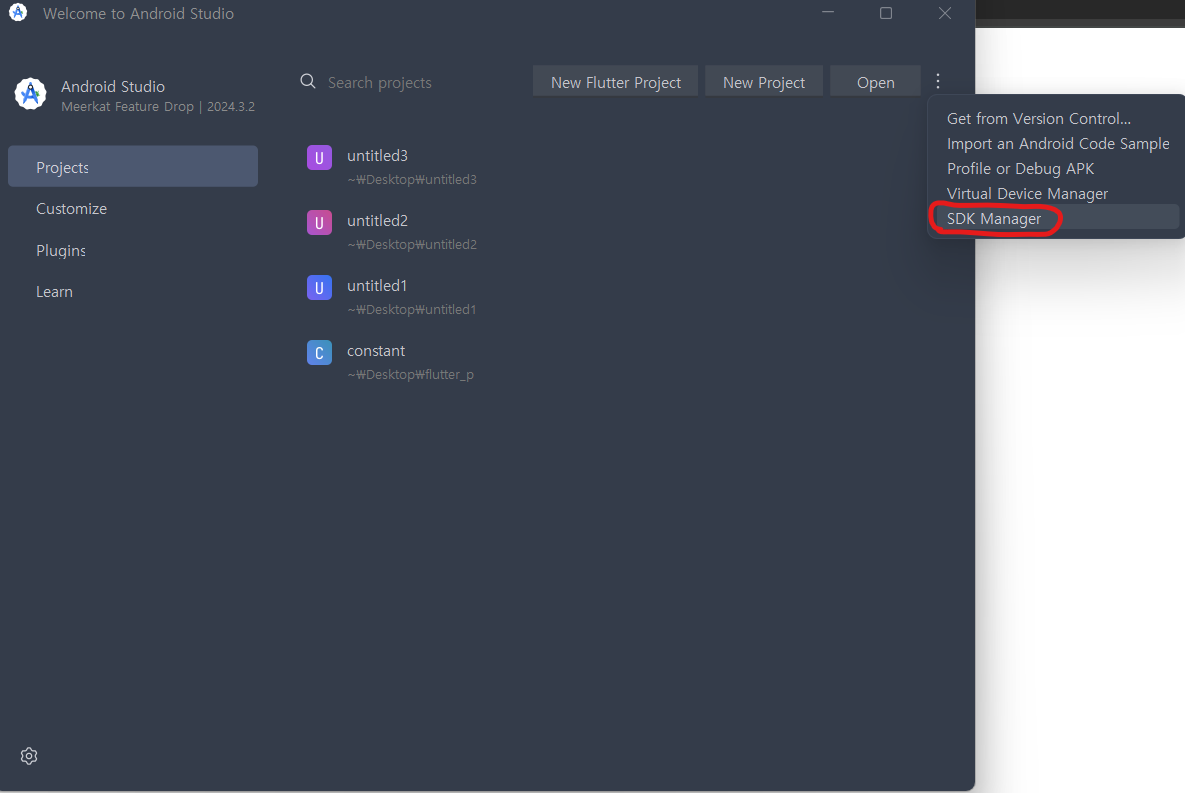 Welcome to Android Studio
Android Studio
Meerkat Feature Drop | 2024.3.2
Search projects
New Flutter Project
New Project
Open
Get from Version Control...
Import an Android Code Sample
Profile or Debug APK
Virtual Device Manager
SDK Manager
Projects
Customize
Plugins
Learn
U
untitled3
~₩Desktop₩untitled3
U
untitled2
~₩Desktop₩untitled2
U
untitled1
~₩Desktop₩untitled1
C
constant
~₩Desktop₩flutter_p